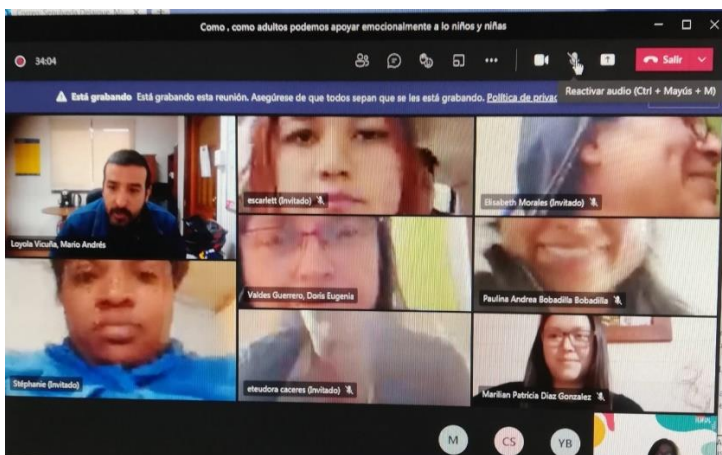 Como , como adultos podemos apoyar emocionalmente a lo niños y niñas
34:04
Salir
Reactivar audio (Ctrl + Mayús + M)
Está grabando Está grabando esta reunión. Asegúrese de que todos sepan que se les está grabando. Política de privac
Loyola Vicuña, Mario Andrés
escarlett (Invitado)
Elisabeth Morales (Invitado)
Valdes Guerrero, Doris Eugenia
Paulina Andrea Bobadilla Bobadilla
Stéphanie (Invitado)
eteudora caceres (Invitado)
Marilian Patricia Diaz Gonzalez
M
CS
YB